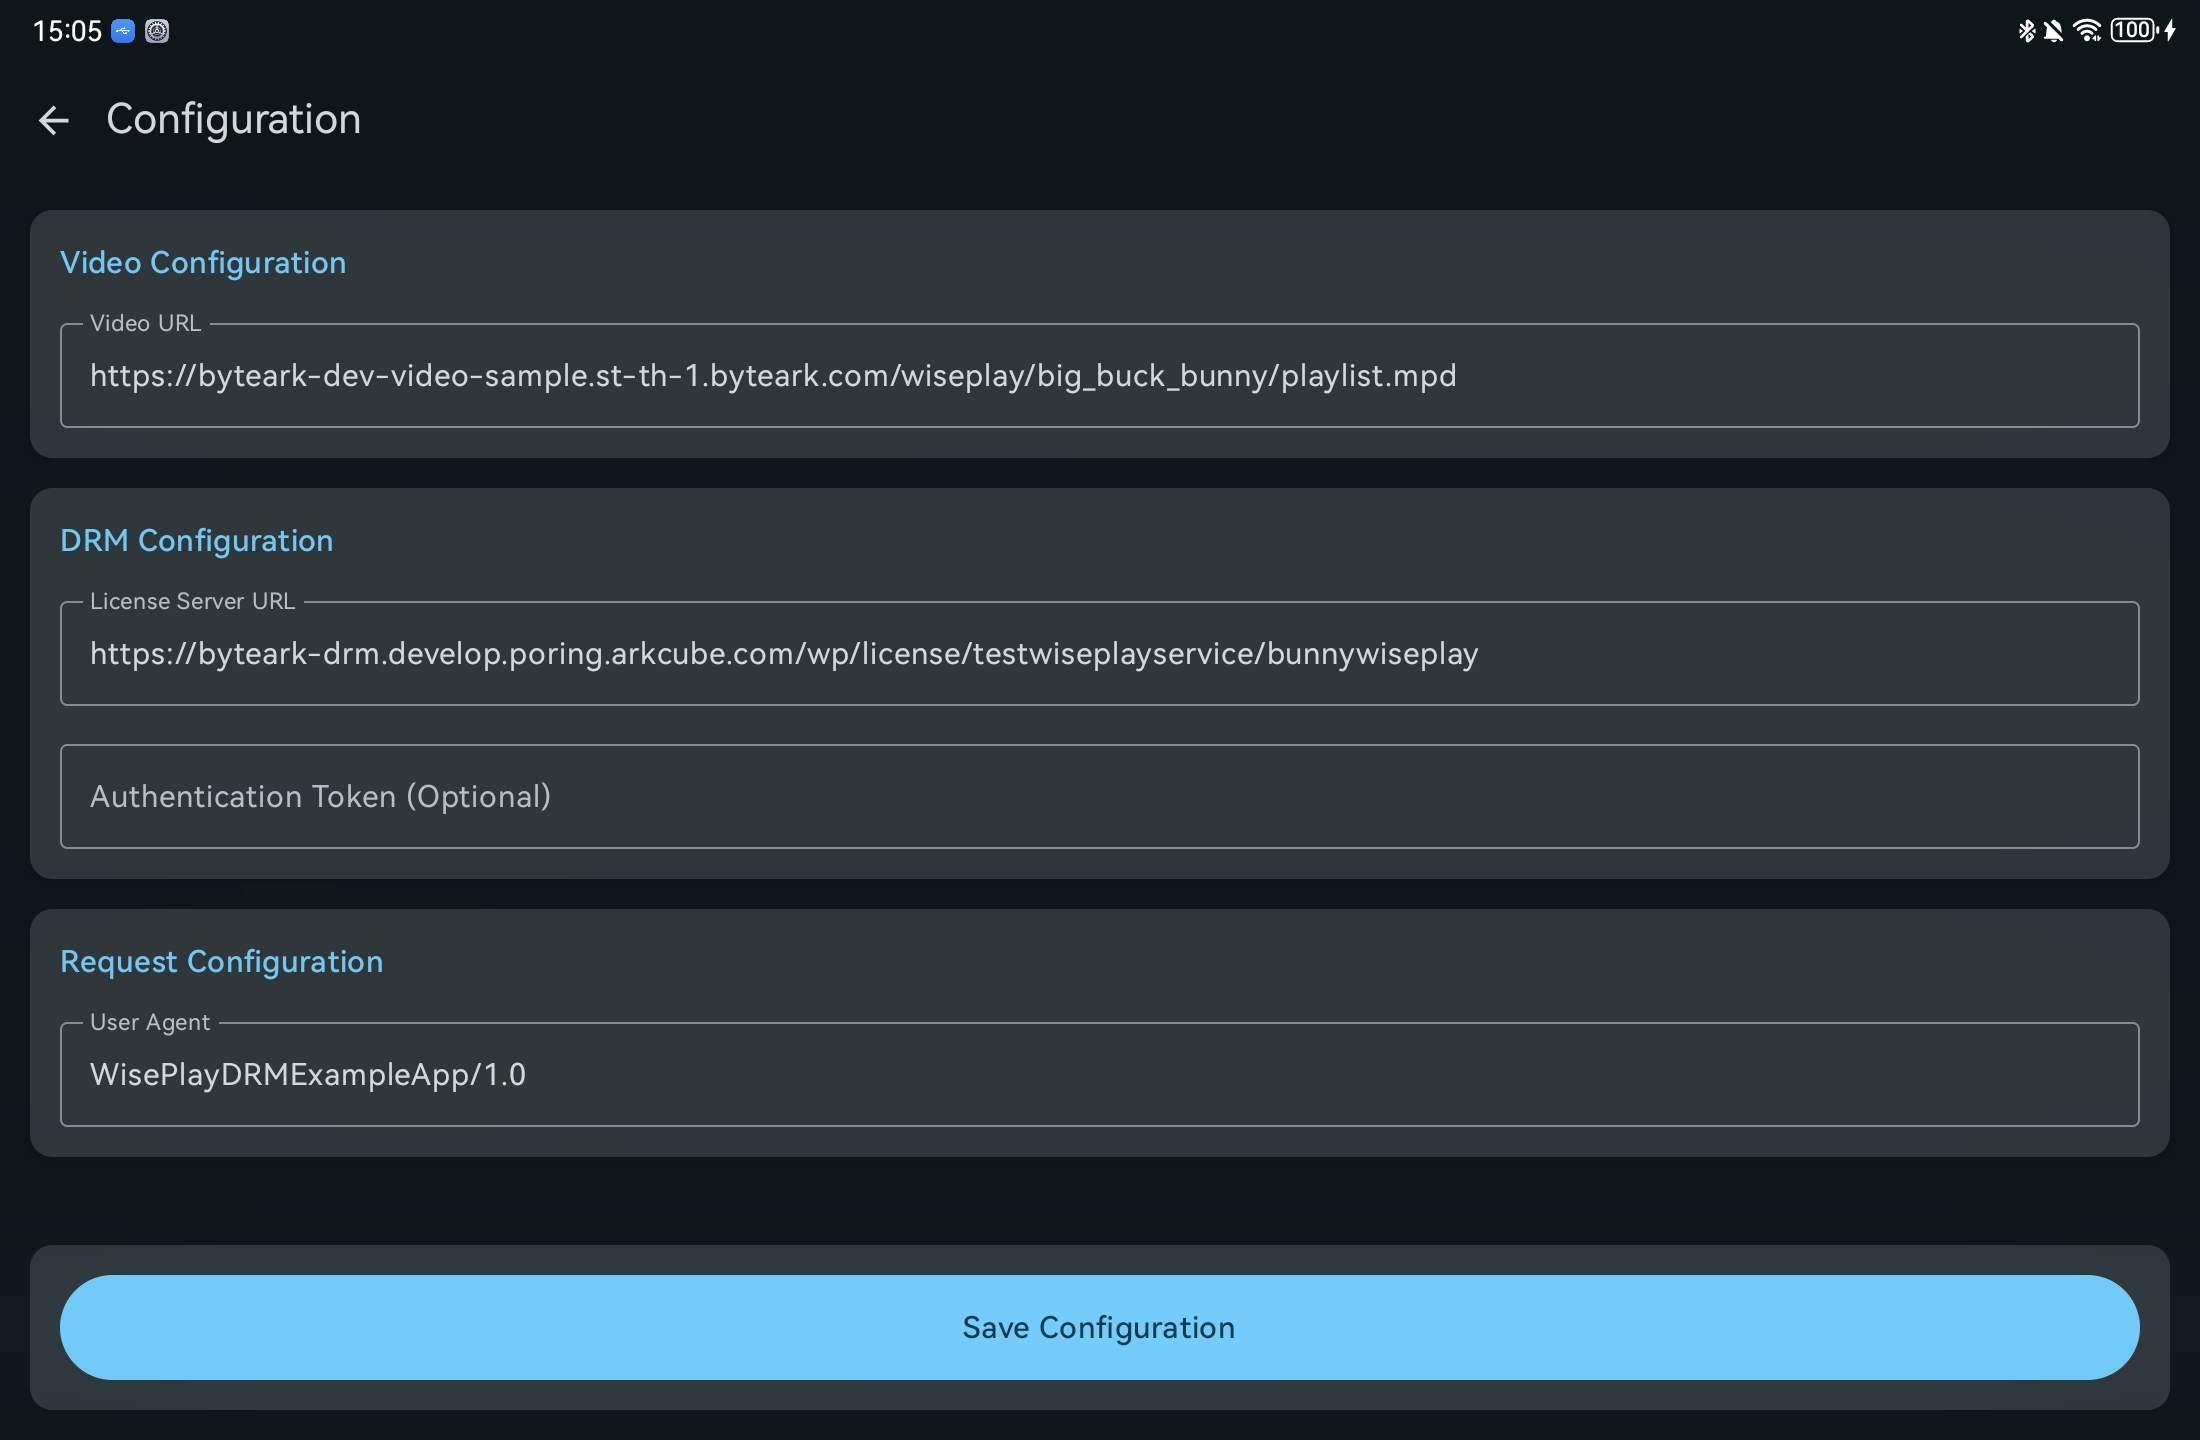 15:05
100
Configuration
Video Configuration
Video URL
https://byteark-dev-video-sample.st-th-1.byteark.com/wiseplay/big_buck_bunny/playlist.mpd
DRM Configuration
License Server URL
https://byteark-drm.develop.poring.arkcube.com/wp/license/testwiseplayservice/bunnywiseplay
Authentication Token (Optional)
Request Configuration
User Agent
WisePlayDRMExampleApp/1.0
Save Configuration